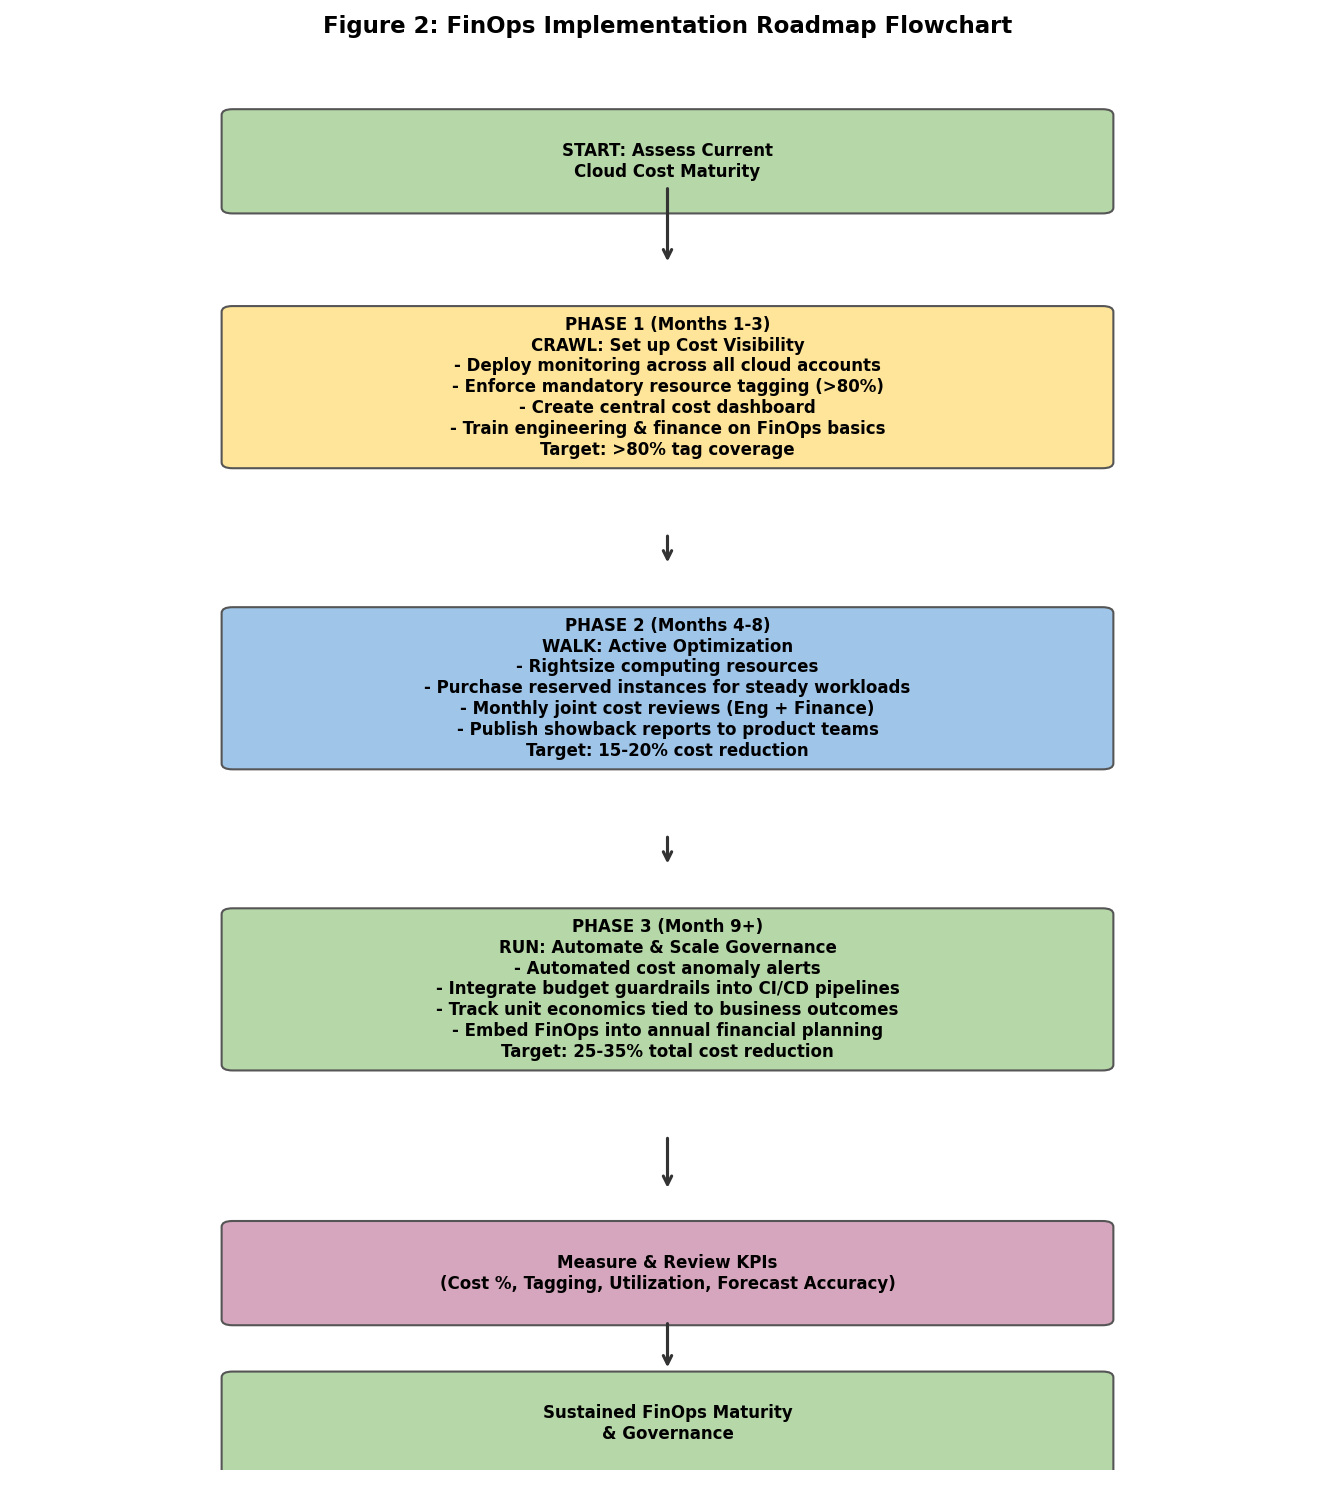 Figure 2: FinOps Implementation Roadmap Flowchart
START: Assess Current
Cloud Cost Maturity
PHASE 1 (Months 1-3)
CRAWL: Set up Cost Visibility
- Deploy monitoring across all cloud accounts
- Enforce mandatory resource tagging (>80%)
- Create central cost dashboard
- Train engineering & finance on FinOps basics
Target: >80% tag coverage
PHASE 2 (Months 4-8)
WALK: Active Optimization
- Rightsize computing resources
- Purchase reserved instances for steady workloads
- Monthly joint cost reviews (Eng + Finance)
- Publish showback reports to product teams
Target: 15-20% cost reduction
PHASE 3 (Month 9+)
RUN: Automate & Scale Governance
- Automated cost anomaly alerts
- Integrate budget guardrails into CI/CD pipelines
- Track unit economics tied to business outcomes
- Embed FinOps into annual financial planning
Target: 25-35% total cost reduction
Measure & Review KPIs
(Cost %, Tagging, Utilization, Forecast Accuracy)
Sustained FinOps Maturity
& Governance